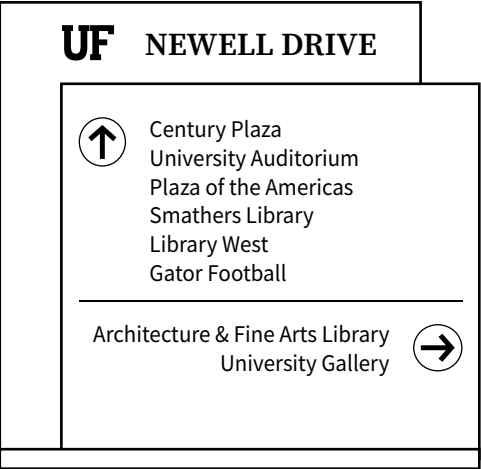 UF NEWELL DRIVE
Century Plaza
University Auditorium
Plaza of the Americas
Smathers Library
Library West
Gator Football
Architecture & Fine Arts Library
University Gallery